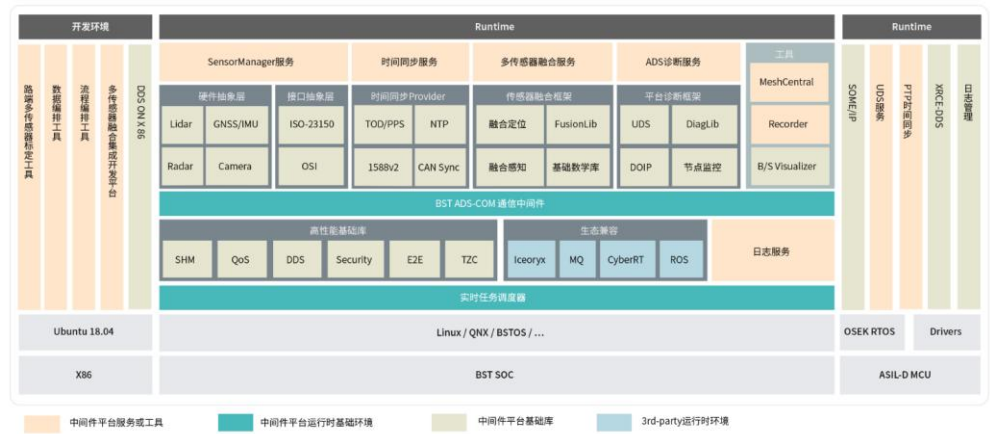 开发环境
Runtime
Runtime
路端多传感器标定工具
数据编排工具
流程编排工具
多传感器融合集成开发平台
DDS ON X 86
SensorManager服务
时间同步服务
多传感器融合服务
ADS诊断服务
工具
MeshCentral
Recorder
B/S Visualizer
硬件抽象层
Lidar
GNSS/IMU
Radar
Camera
接口抽象层
ISO-23150
OSI
时间同步Provider
TOD/PPS
NTP
1588v2
CAN Sync
传感器融合框架
融合定位
FusionLib
融合感知
基础数学库
平台诊断框架
UDS
DiagLib
DOIP
节点监控
BST ADS-COM 通信中间件
高性能基础库
SHM
QoS
DDS
Security
E2E
TZC
生态兼容
Iceoryx
MQ
CyberRT
ROS
日志服务
实时任务调度器
SOME/IP
UDS服务
PTP时间同步
XRCE-DDS
日志管理
Ubuntu 18.04
Linux / QNX / BSTOS / ...
OSEK RTOS
Drivers
X86
BST SOC
ASIL-D MCU
中间件平台服务或工具
中间件平台运行时基础环境
中间件平台基础库
3rd-party运行时环境